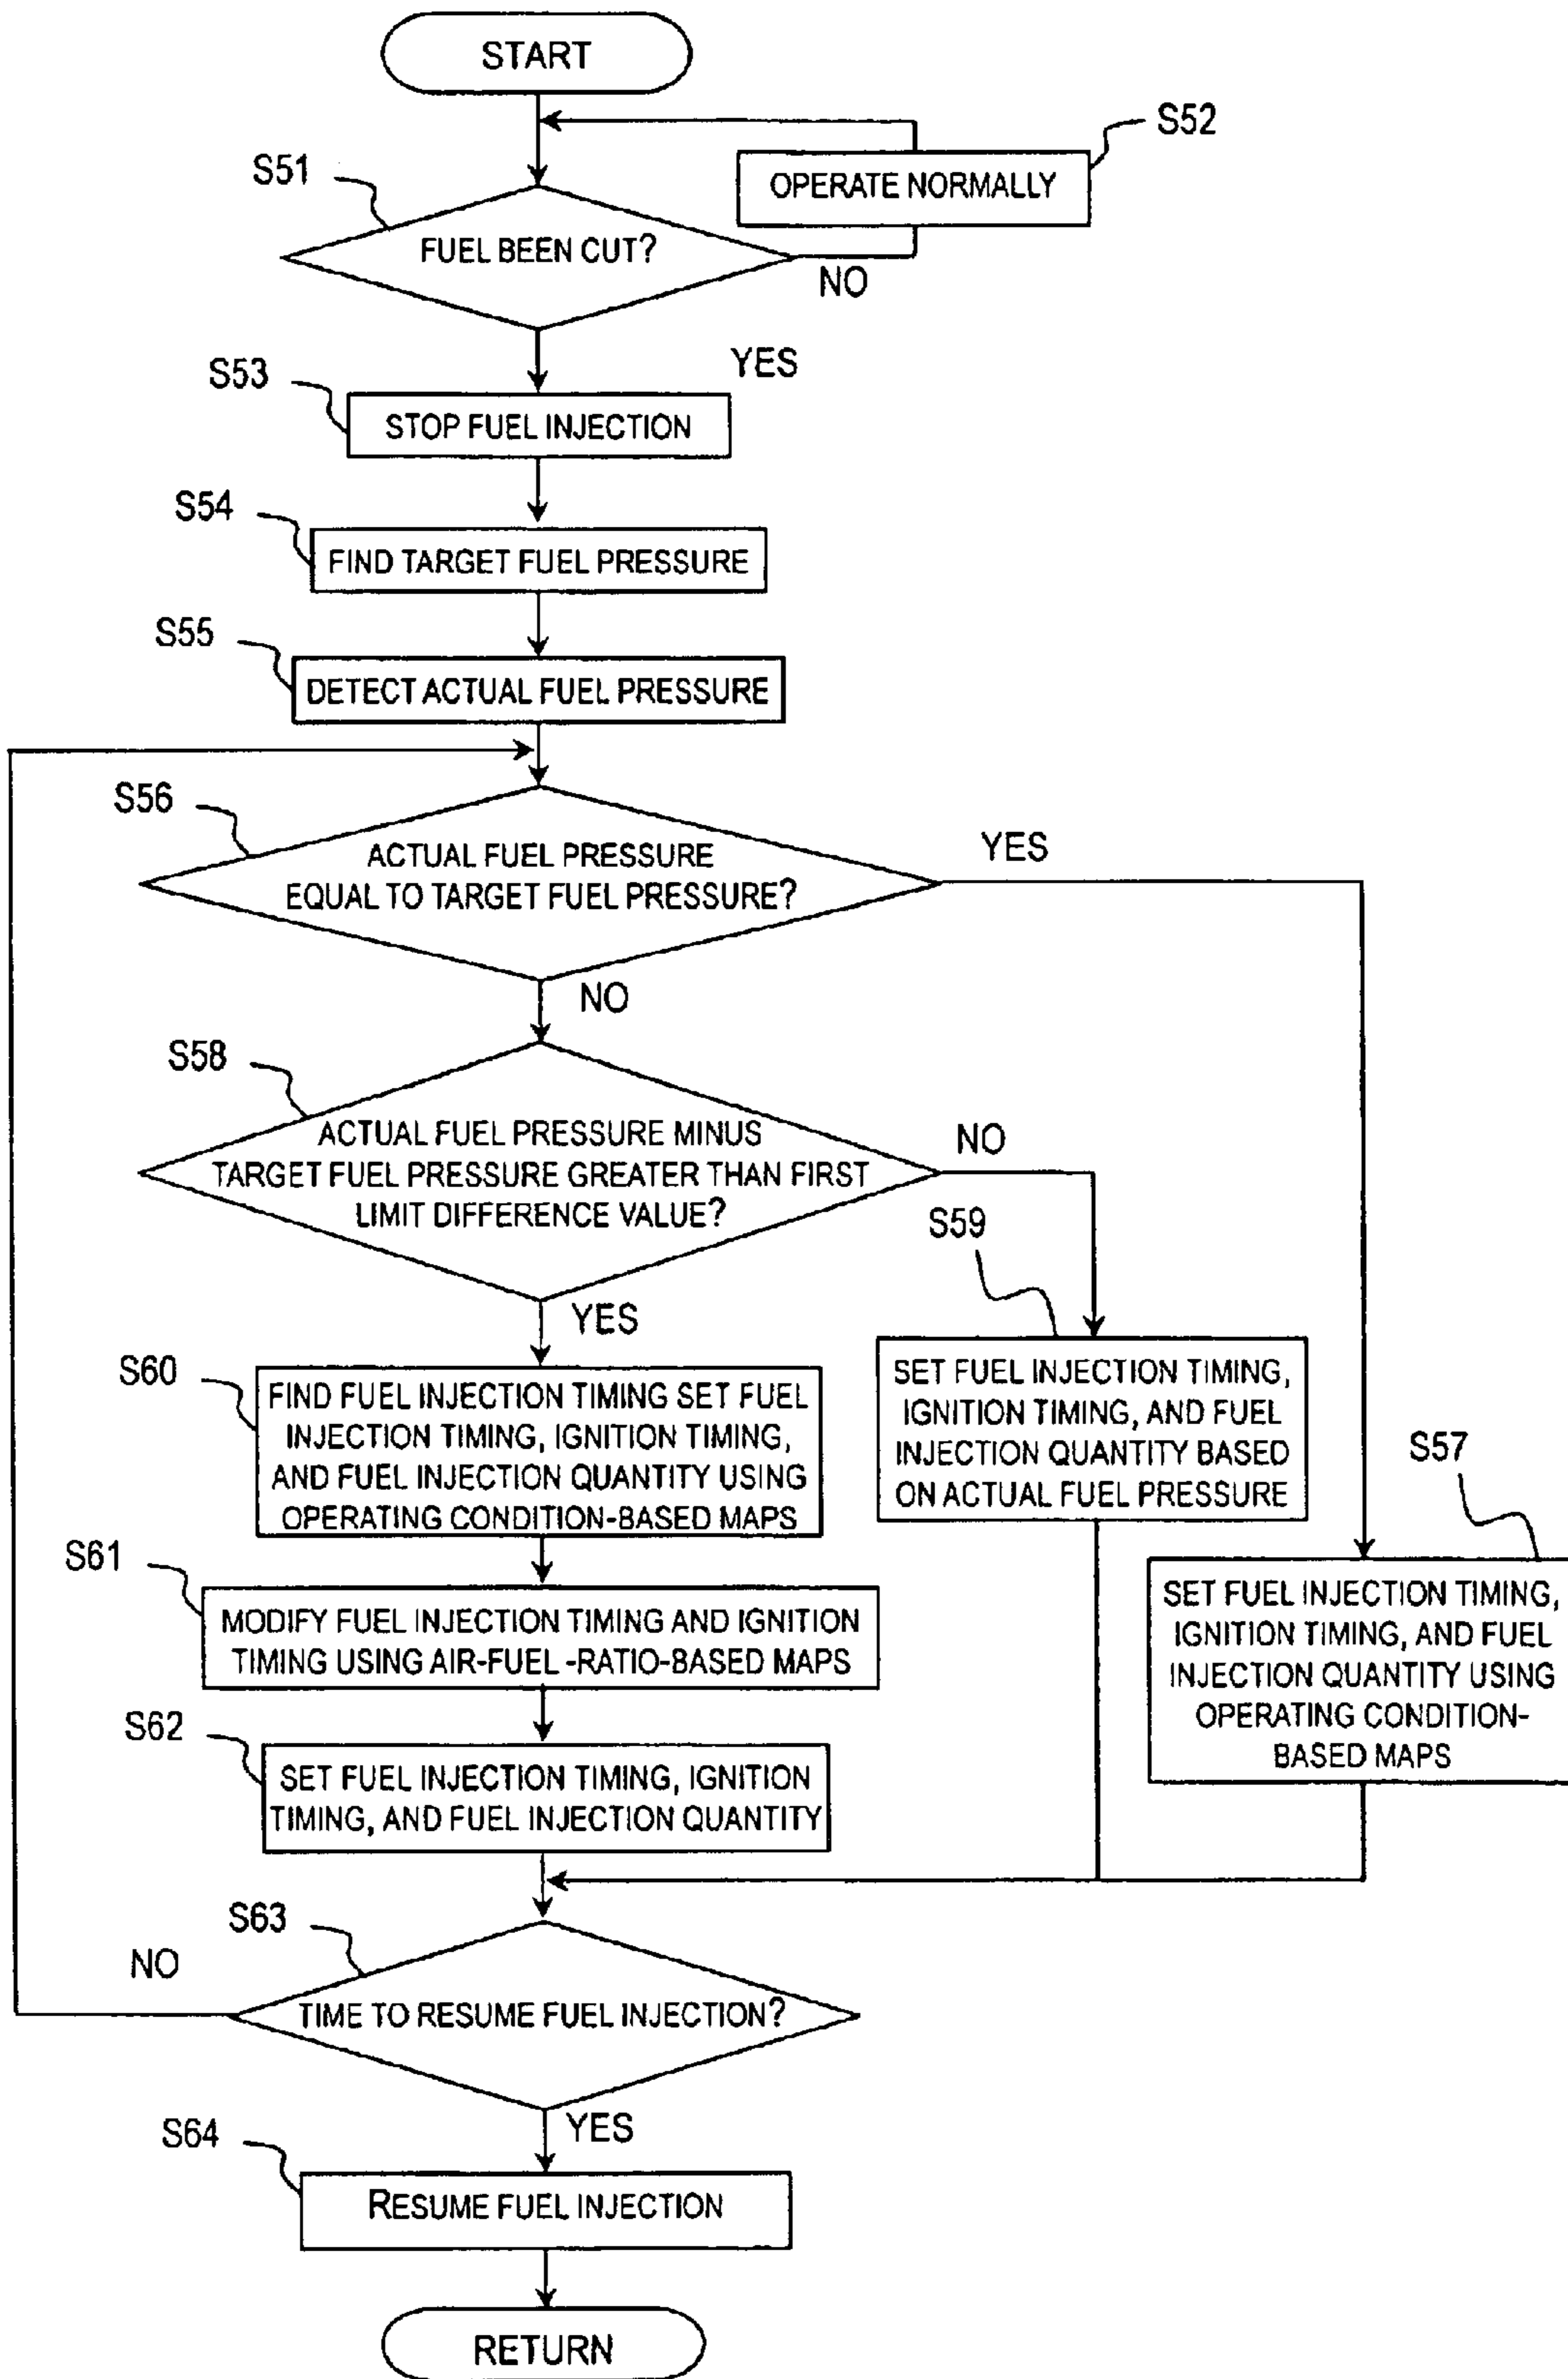 START
S52
S51
OPERATE NORMALLY
FUEL BEEN CUT?
NO
YES
S53
STOP FUEL INJECTION
S54
FIND TARGET FUEL PRESSURE
S55
DETECT ACTUAL FUEL PRESSURE
S56
ACTUAL FUEL PRESSURE
EQUAL TO TARGET FUEL PRESSURE?
YES
NO
S58
ACTUAL FUEL PRESSURE MINUS
TARGET FUEL PRESSURE GREATER THAN FIRST
LIMIT DIFFERENCE VALUE?
NO
YES
S59
SET FUEL INJECTION TIMING,
IGNITION TIMING, AND FUEL
INJECTION QUANTITY BASED
ON ACTUAL FUEL PRESSURE
S57
SET FUEL INJECTION TIMING,
IGNITION TIMING, AND FUEL
INJECTION QUANTITY USING
OPERATING CONDITION-
BASED MAPS
S60
FIND FUEL INJECTION TIMING SET FUEL
INJECTION TIMING, IGNITION TIMING,
AND FUEL INJECTION QUANTITY USING
OPERATING CONDITION-BASED MAPS
S61
MODIFY FUEL INJECTION TIMING AND IGNITION
TIMING USING AIR-FUEL-RATIO-BASED MAPS
S62
SET FUEL INJECTION TIMING, IGNITION
TIMING, AND FUEL INJECTION QUANTITY
S63
NO
TIME TO RESUME FUEL INJECTION?
YES
S64
RESUME FUEL INJECTION
RETURN